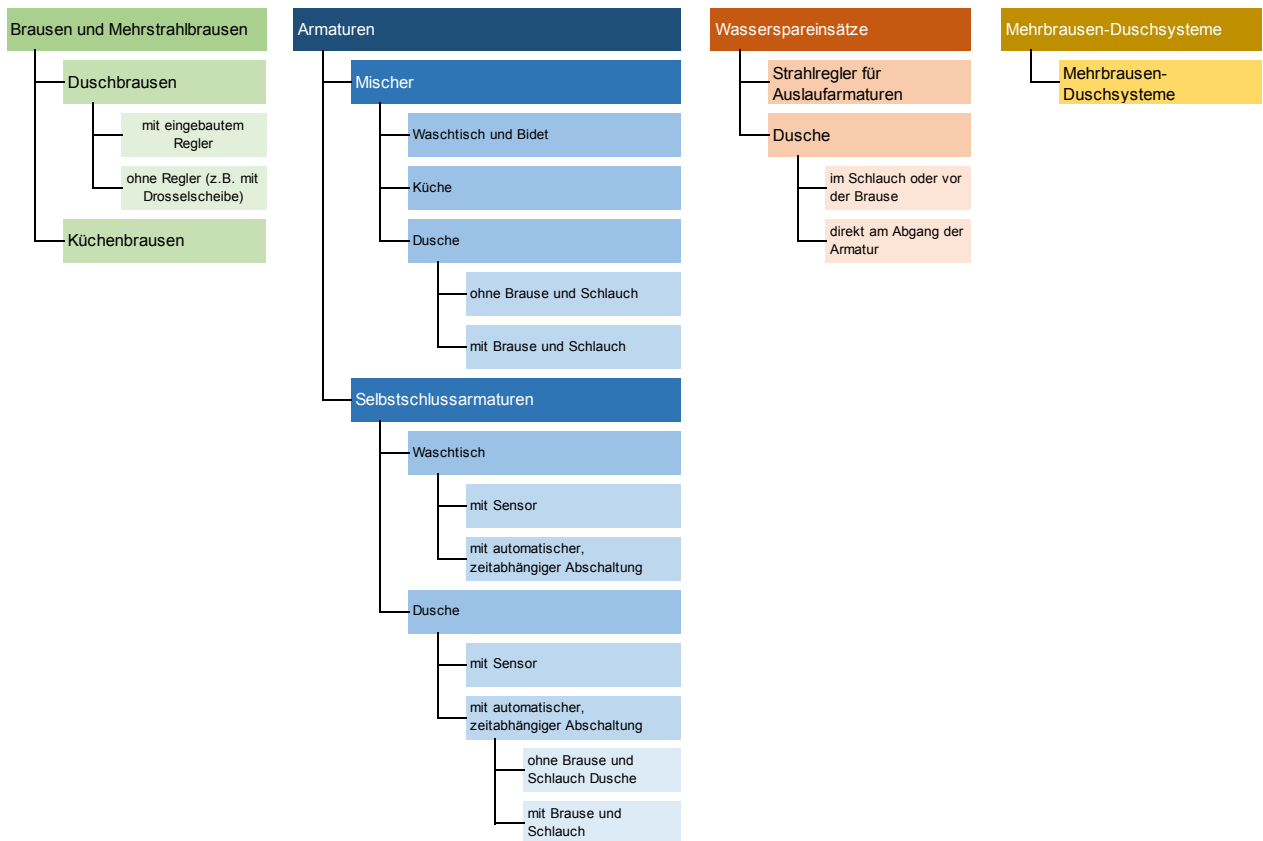 Brausen und Mehrstrahlbrausen
Duschbrausen
mit eingebautem
Regler
ohne Regler (z.B. mit
Drosselscheibe)
Küchenbrausen
Armaturen
Mischer
Waschtisch und Bidet
Küche
Dusche
ohne Brause und Schlauch
mit Brause und Schlauch
Selbstschlussarmaturen
Waschtisch
mit Sensor
mit automatischer,
zeitabhängiger Abschaltung
Dusche
mit Sensor
mit automatischer,
zeitabhängiger Abschaltung
ohne Brause und
Schlauch Dusche
mit Brause und
Schlauch
Wasserspareinsätze
Strahlregler für
Auslaufarmaturen
Dusche
im Schlauch oder vor
der Brause
direkt am Abgang der
Armatur
Mehrbrausen-Duschsysteme
Mehrbrausen-
Duschsysteme